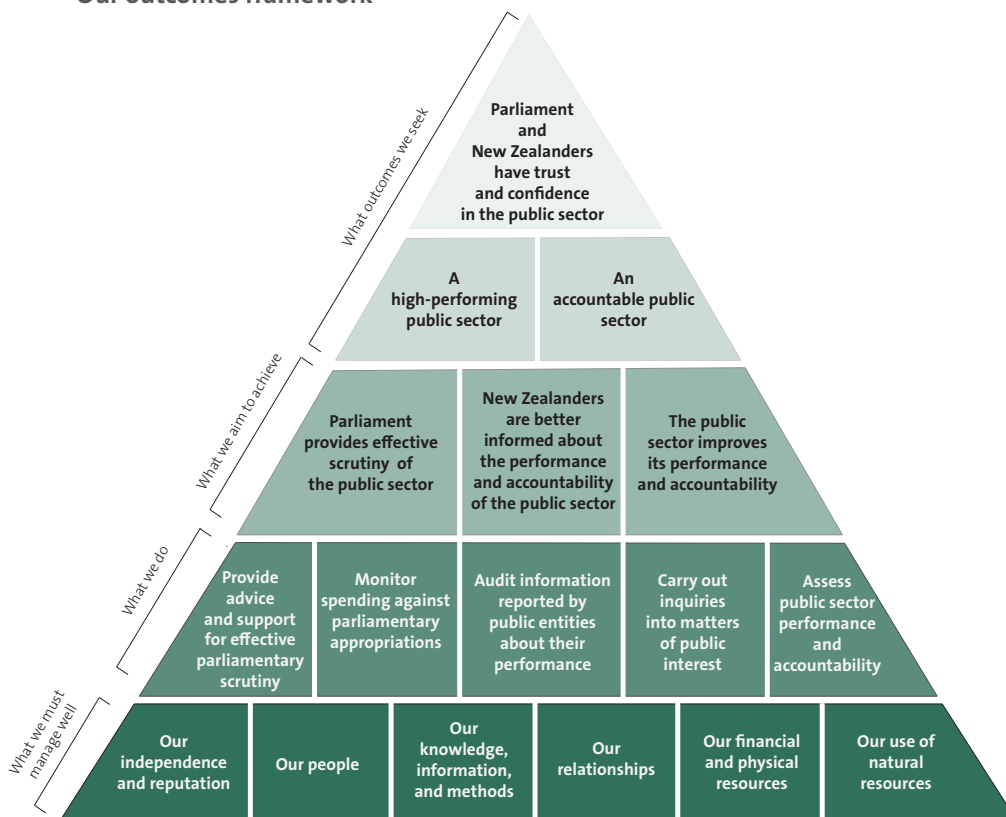 Our outcomes framework
What outcomes we seek
Parliament
and
New Zealanders
have trust
and confidence
in the public sector
A
high-performing
public sector
An
accountable public
sector
What we aim to achieve
Parliament
provides effective
scrutiny of
the public sector
New Zealanders
are better
informed about
the performance
and accountability
of the public sector
The public
sector improves
its performance
and accountability
What we do
Provide
advice
and support
for effective
parliamentary
scrutiny
Monitor
spending against
parliamentary
appropriations
Audit information
reported by
public entities
about their
performance
Carry out
inquiries
into matters
of public
interest
Assess
public sector
performance
and
accountability
What we must
manage well
Our
independence
and reputation
Our people
Our
knowledge,
information,
and methods
Our
relationships
Our financial
and physical
resources
Our use of
natural
resources